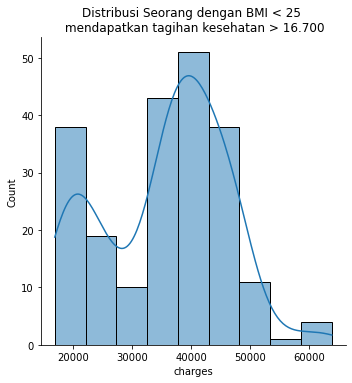 Distribusi Seorang dengan BMI < 25
mendapatkan tagihan kesehatan > 16.700
50
40
30
20
10
0
Count
20000 30000 40000 50000 60000
charges